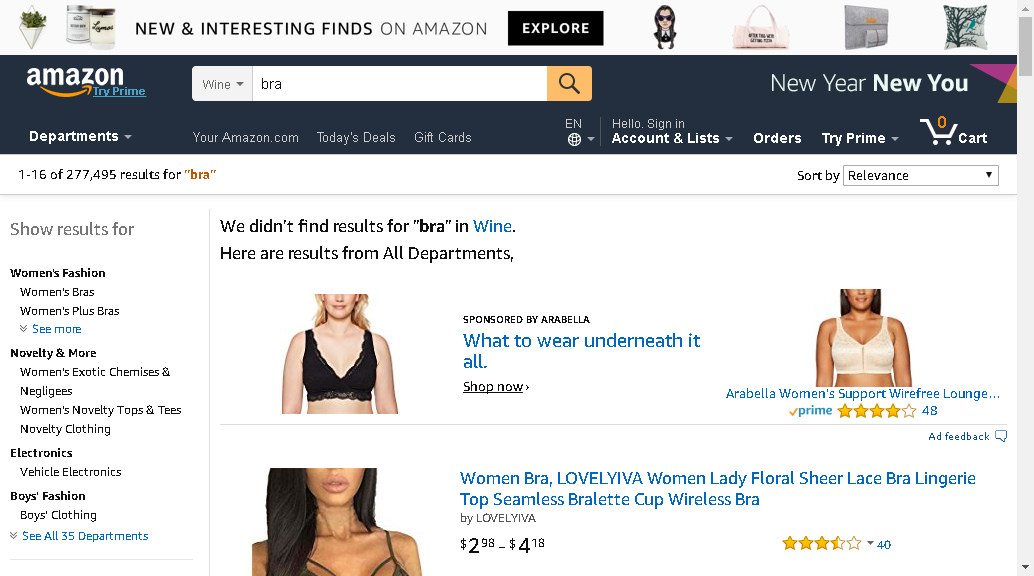 NEW & INTERESTING FINDS ON AMAZON
EXPLORE
amazon
Try Prime
Wine
bra
New Year New You
Departments
Your Amazon.com
Today's Deals
Gift Cards
EN
Hello. Sign in
Account & Lists
Orders
Try Prime
0
Cart
1-16 of 277,495 results for "bra"
Sort by Relevance
Show results for
Women's Fashion
Women's Bras
Women's Plus Bras
See more
Novelty & More
Women's Exotic Chemises &
Negligees
Women's Novelty Tops & Tees
Novelty Clothing
Electronics
Vehicle Electronics
Boys' Fashion
Boys' Clothing
See All 35 Departments
We didn't find results for "bra" in Wine.
Here are results from All Departments,
SPONSORED BY ARABELLA
What to wear underneath it
all.
Shop now ›
Arabella Women's Support Wirefree Lounge...
prime
48
Ad feedback
Women Bra, LOVELYIVA Women Lady Floral Sheer Lace Bra Lingerie
Top Seamless Bralette Cup Wireless Bra
by LOVELYIVA
$2.98 - $4.18
40